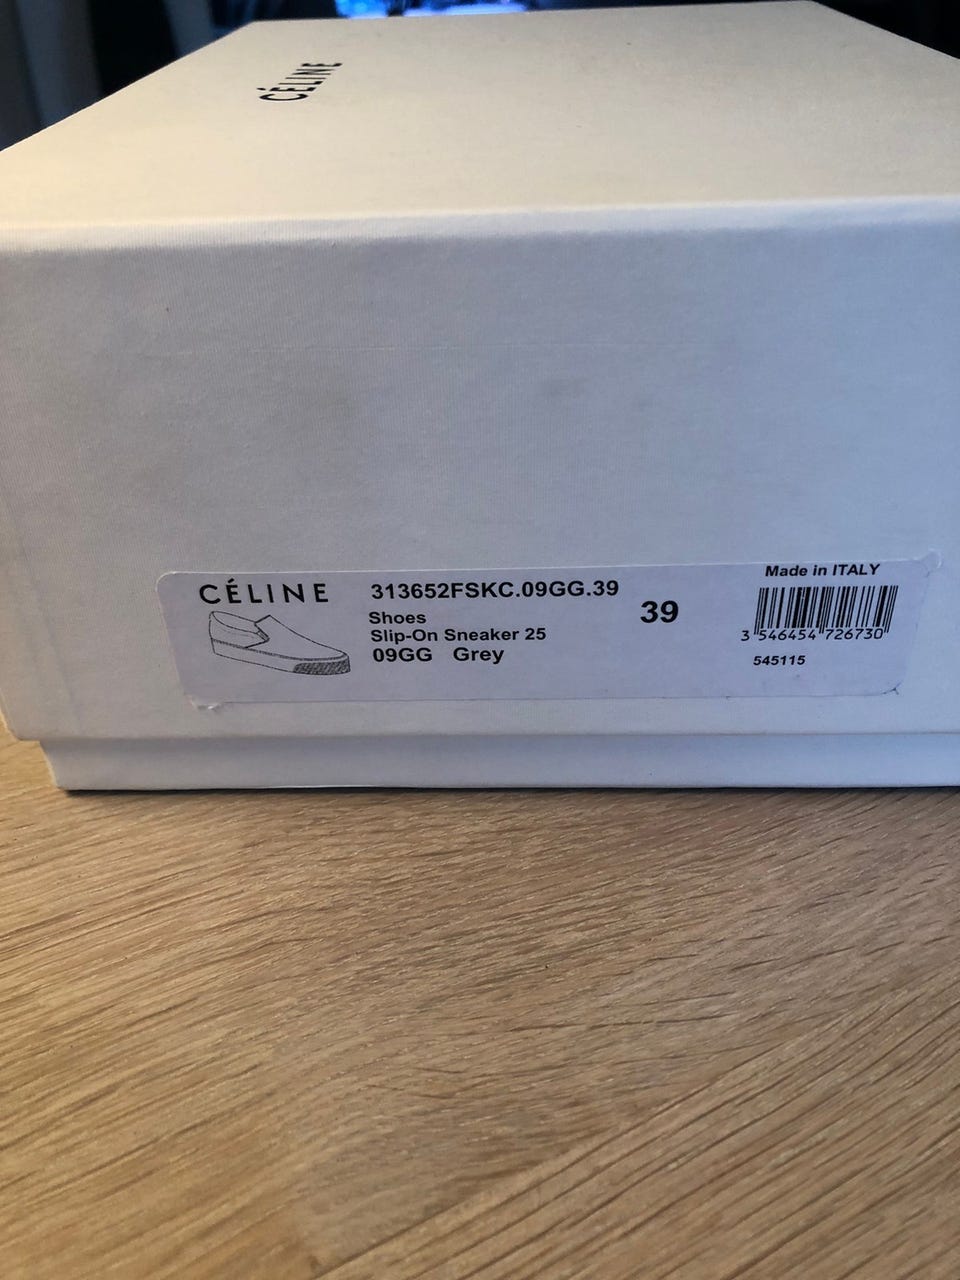 CÉLINE
CÉLINE
313652FSKC.09GG.39
Shoes
Slip-On Sneaker 25
09GG Grey
39
Made in ITALY
3 546454 726730
545115